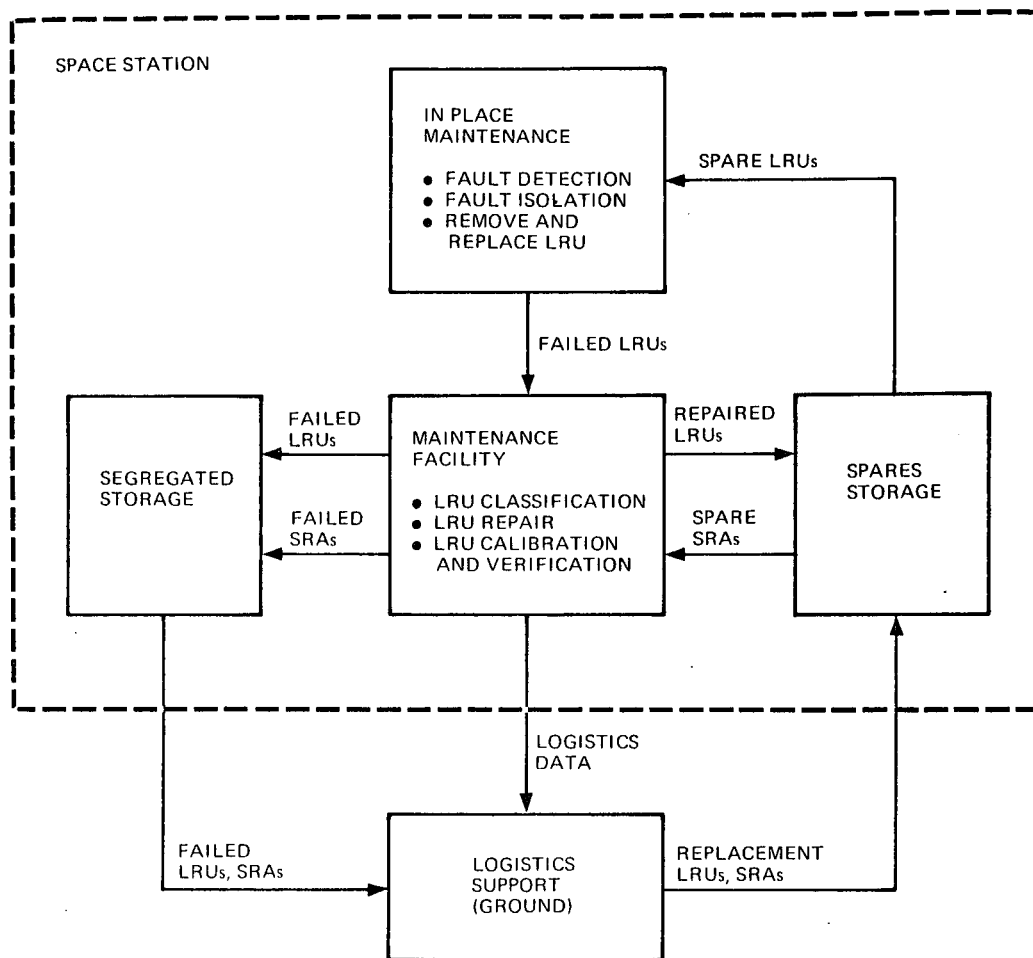 SPACE STATION
IN PLACE
MAINTENANCE
● FAULT DETECTION
● FAULT ISOLATION
● REMOVE AND
REPLACE LRU
SPARE LRUs
FAILED LRUs
SEGREGATED
STORAGE
FAILED
LRUs
FAILED
SRAs
MAINTENANCE
FACILITY
● LRU CLASSIFICATION
● LRU REPAIR
● LRU CALIBRATION
AND VERIFICATION
REPAIRED
LRUs
SPARE
SRAs
SPARES
STORAGE
LOGISTICS
DATA
FAILED
LRUs, SRAs
LOGISTICS
SUPPORT
(GROUND)
REPLACEMENT
LRUs, SRAs